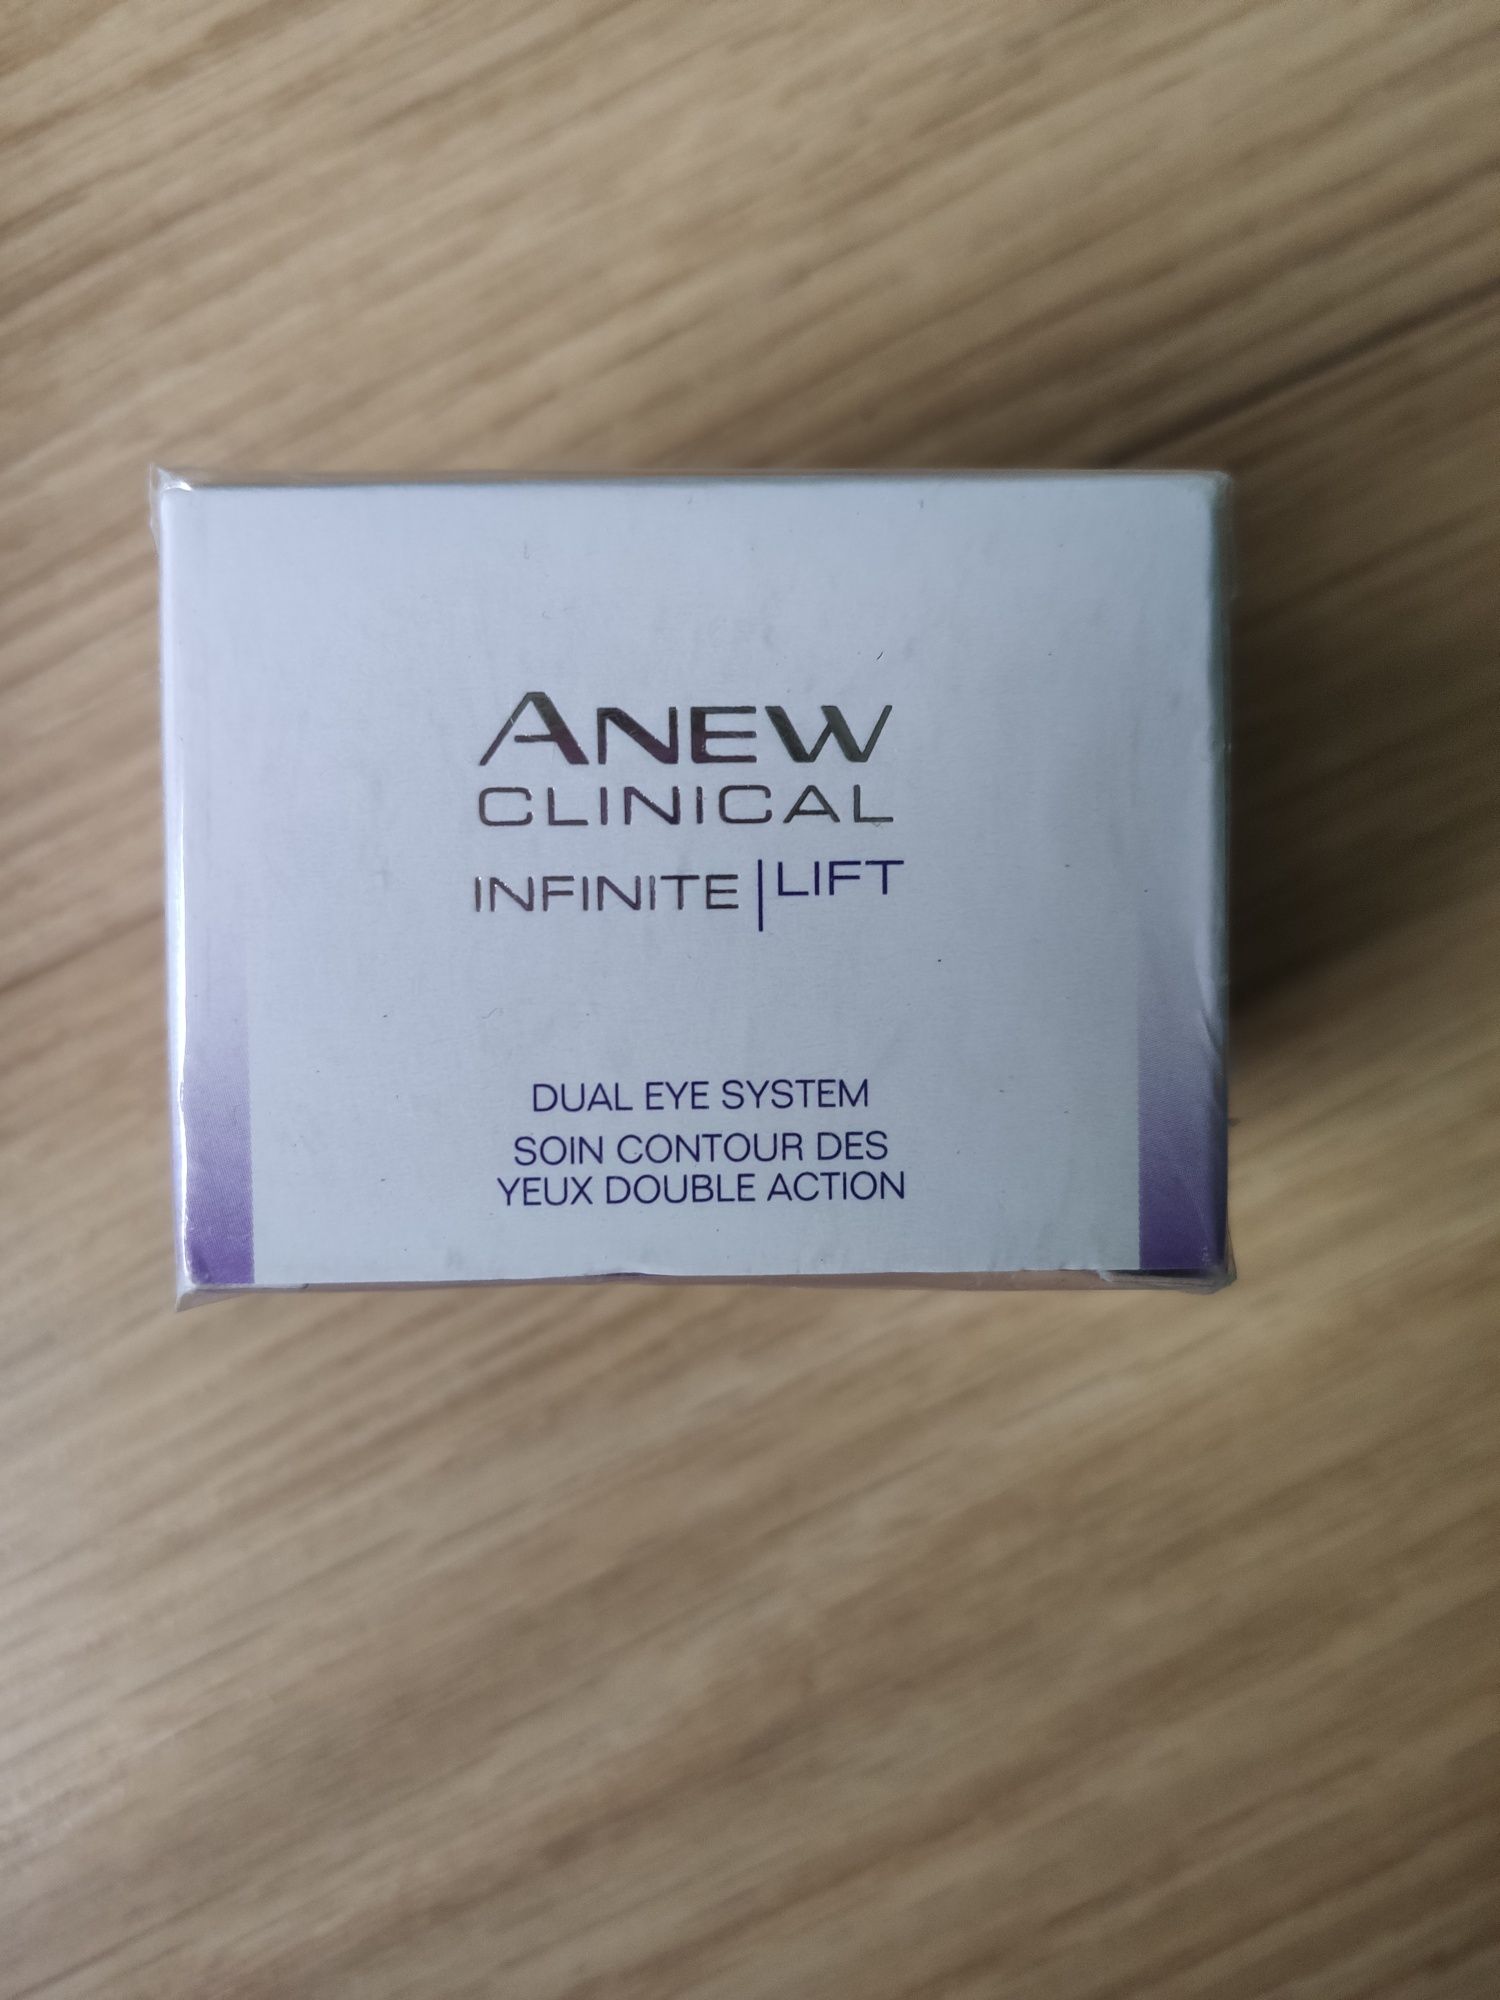 ANEW
CLINICAL
INFINITE | LIFT
DUAL EYE SYSTEM
SOIN CONTOUR DES
YEUX DOUBLE ACTION